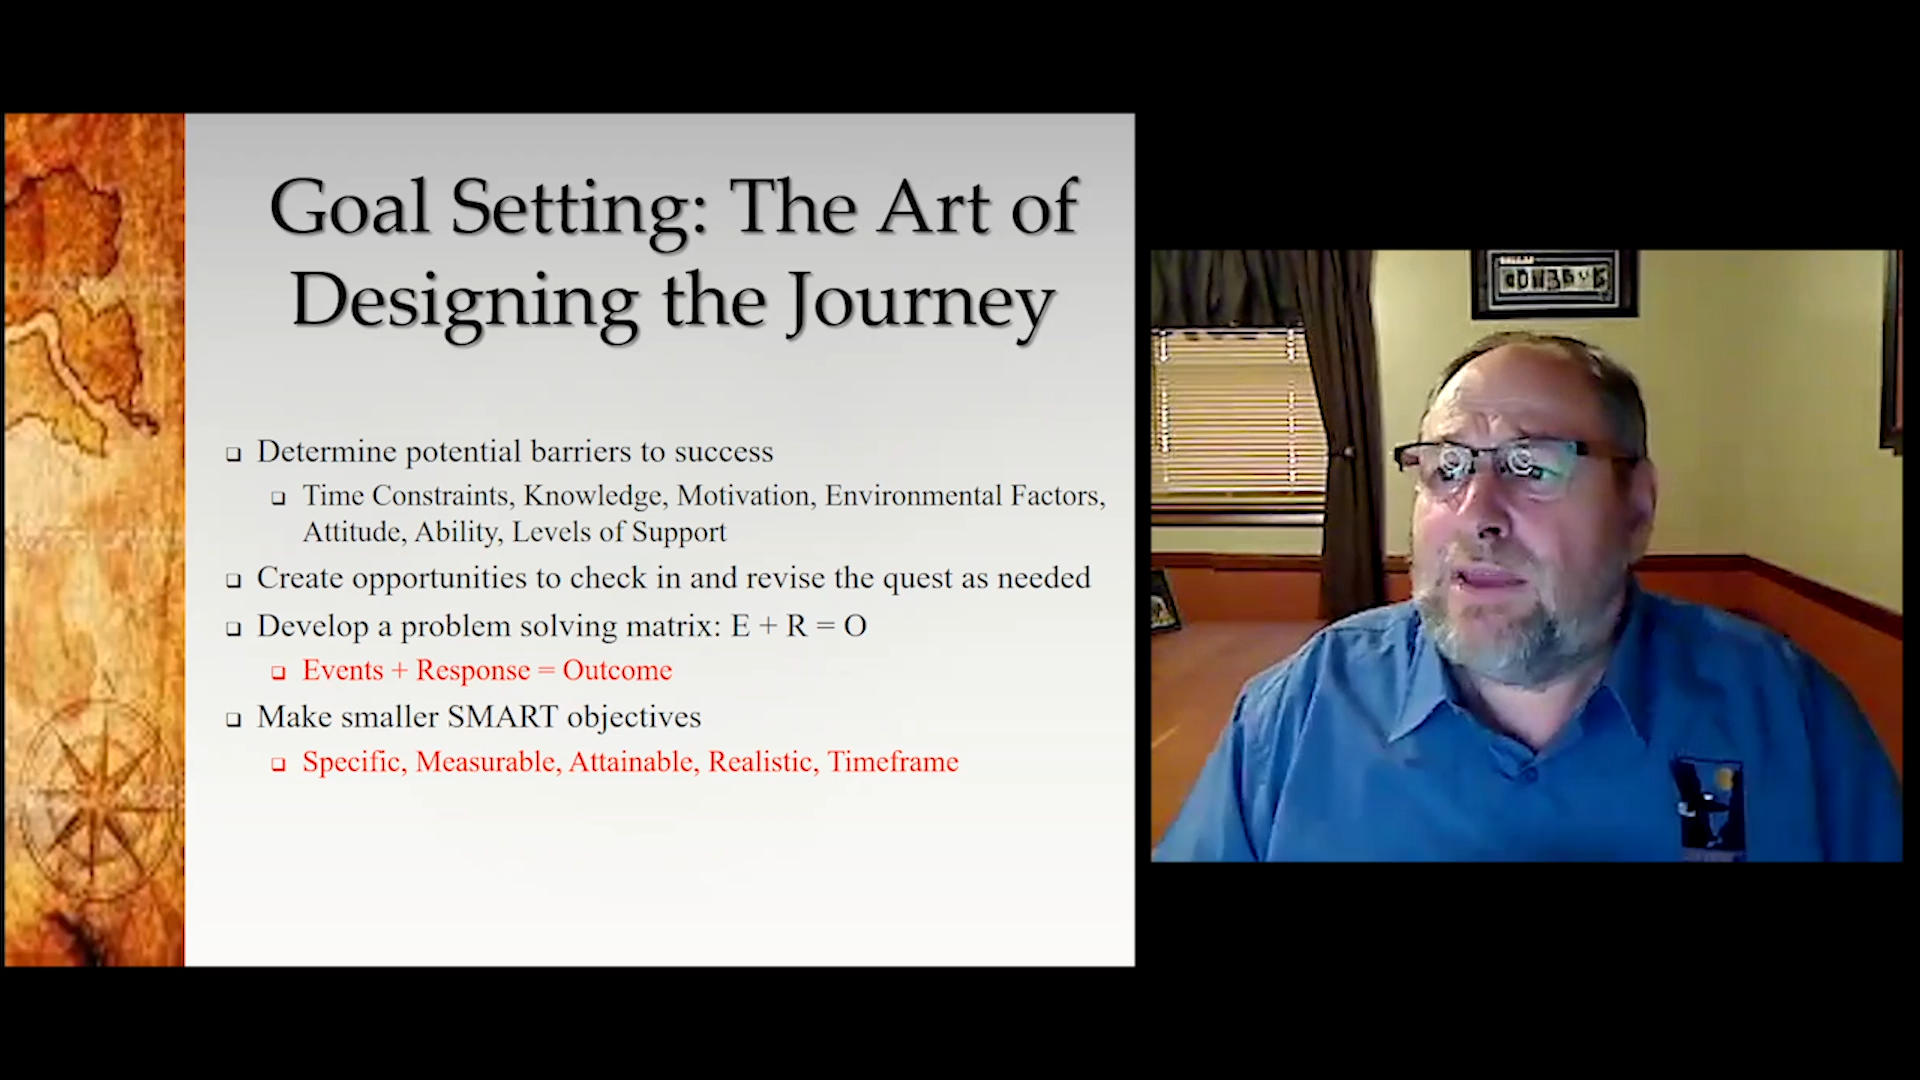 Goal Setting: The Art of
Designing the Journey
Determine potential barriers to success
Time Constraints, Knowledge, Motivation, Environmental Factors,
Attitude, Ability, Levels of Support
Create opportunities to check in and revise the quest as needed
Develop a problem solving matrix: E + R = O
Events + Response = Outcome
Make smaller SMART objectives
Specific, Measurable, Attainable, Realistic, Timeframe
COWBOYS